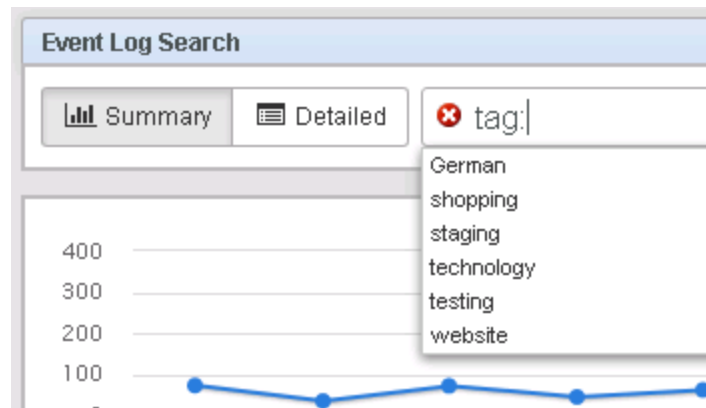 Event Log Search
Summary Detailed tag:
German
shopping
staging
technology
testing
website
400
300
200
100